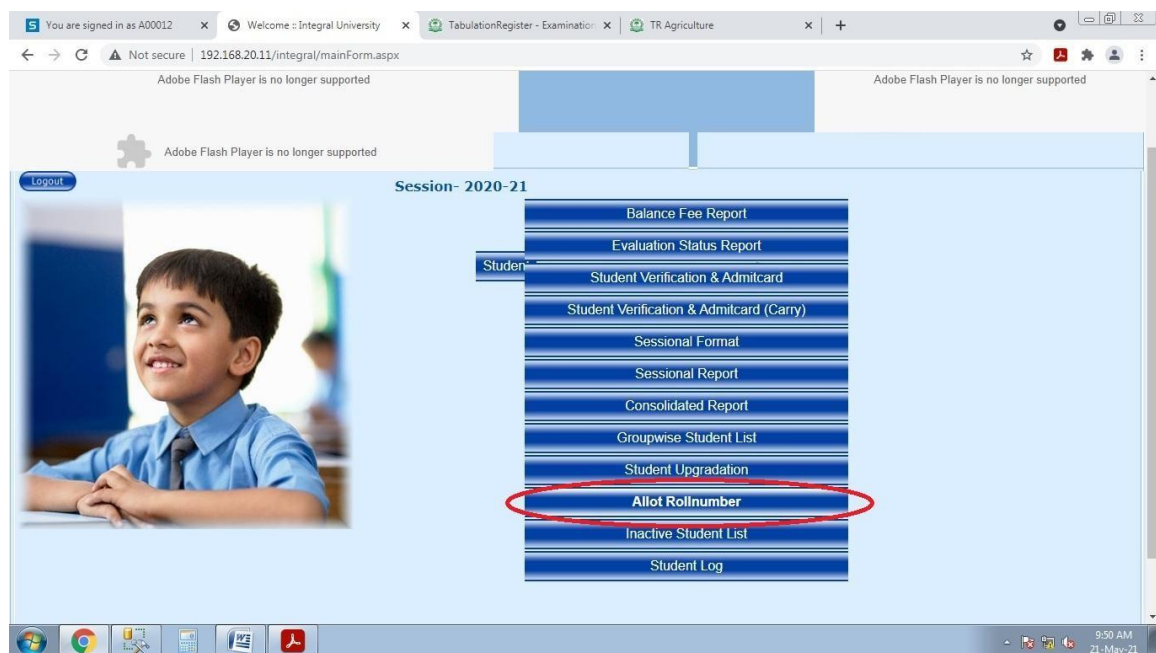 You are signed in as A00012
Welcome :: Integral University
TabulationRegister - Examination
TR Agriculture
Not secure | 192.168.20.11/integral/mainForm.aspx
Adobe Flash Player is no longer supported
Adobe Flash Player is no longer supported
Adobe Flash Player is no longer supported
Logout
Session- 2020-21
Balance Fee Report
Evaluation Status Report
Studen
Student Verification & Admitcard
Student Verification & Admitcard (Carry)
Sessional Format
Sessional Report
Consolidated Report
Groupwise Student List
Student Upgradation
Allot Rollnumber
Inactive Student List
Student Log
9:50 AM
21-May-21